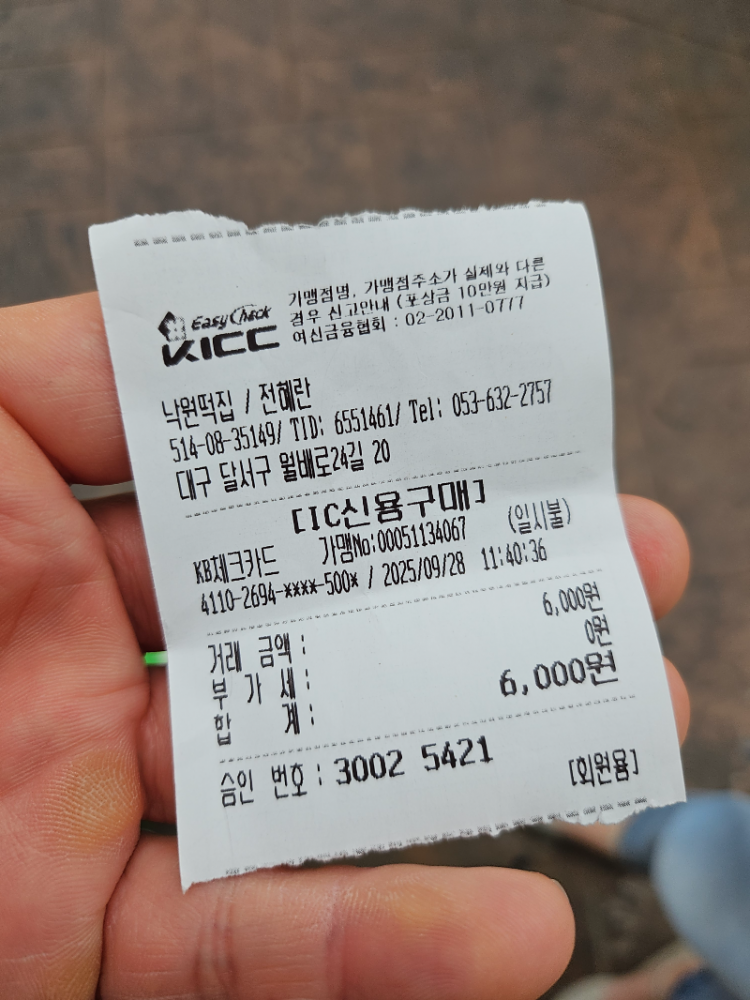 가맹점명, 가맹점주소가 실제와 다른
경우 신고안내 (포상금 10만원 지급)
여신금융협회 : 02-2011-0777
EasyCheck
KICC
낙원떡집 / 전혜란
514-08-35149/ TID: 6551461/ Tel: 053-632-2757
대구 달서구 월배로24길 20
[IC신용구매]
KB체크카드 가맹No:00051134067 (일시불)
4110-2694-****-500* / 2025/09/28 11:40:36
거래 금액 : 6,000원
부 가 세 : 0원
합 계 : 6,000원
승인 번호 : 3002 5421
[회원용]